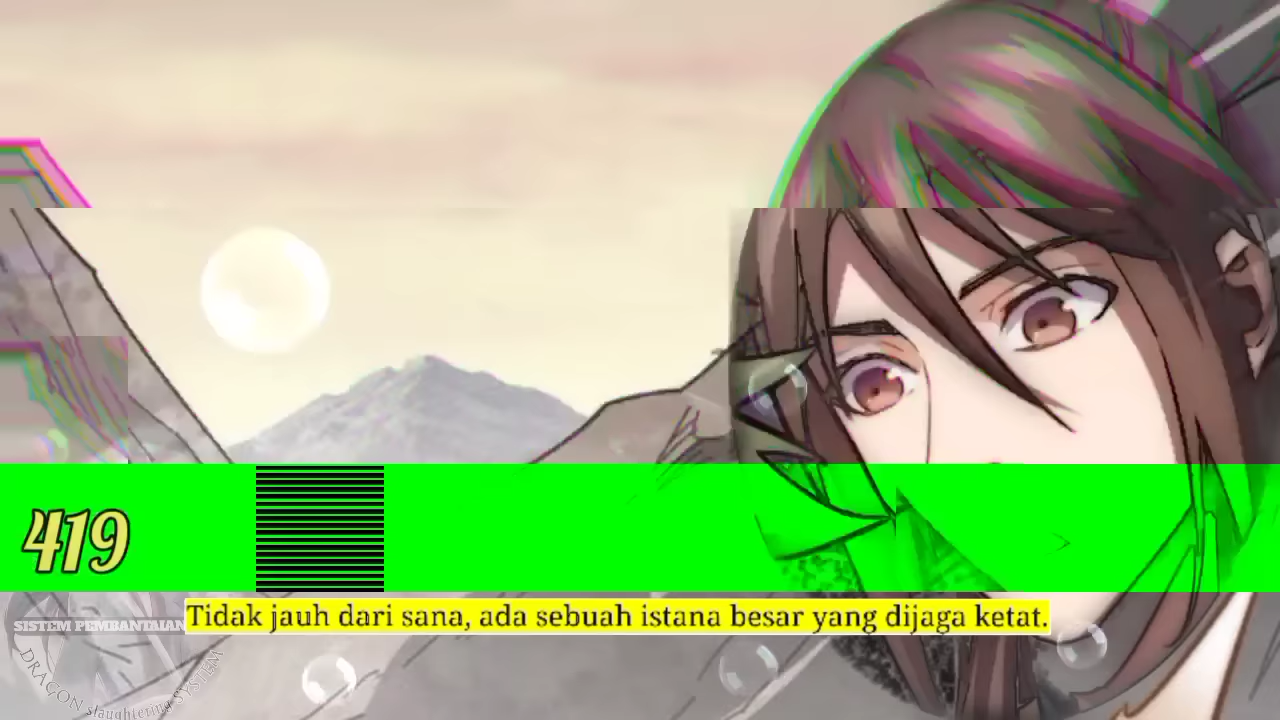 419
Tidak jauh dari sana, ada sebuah istana besar yang dijaga ketat.
SISTEM PEMBANTAIAN
DRAGON slaughtering SYSTEM